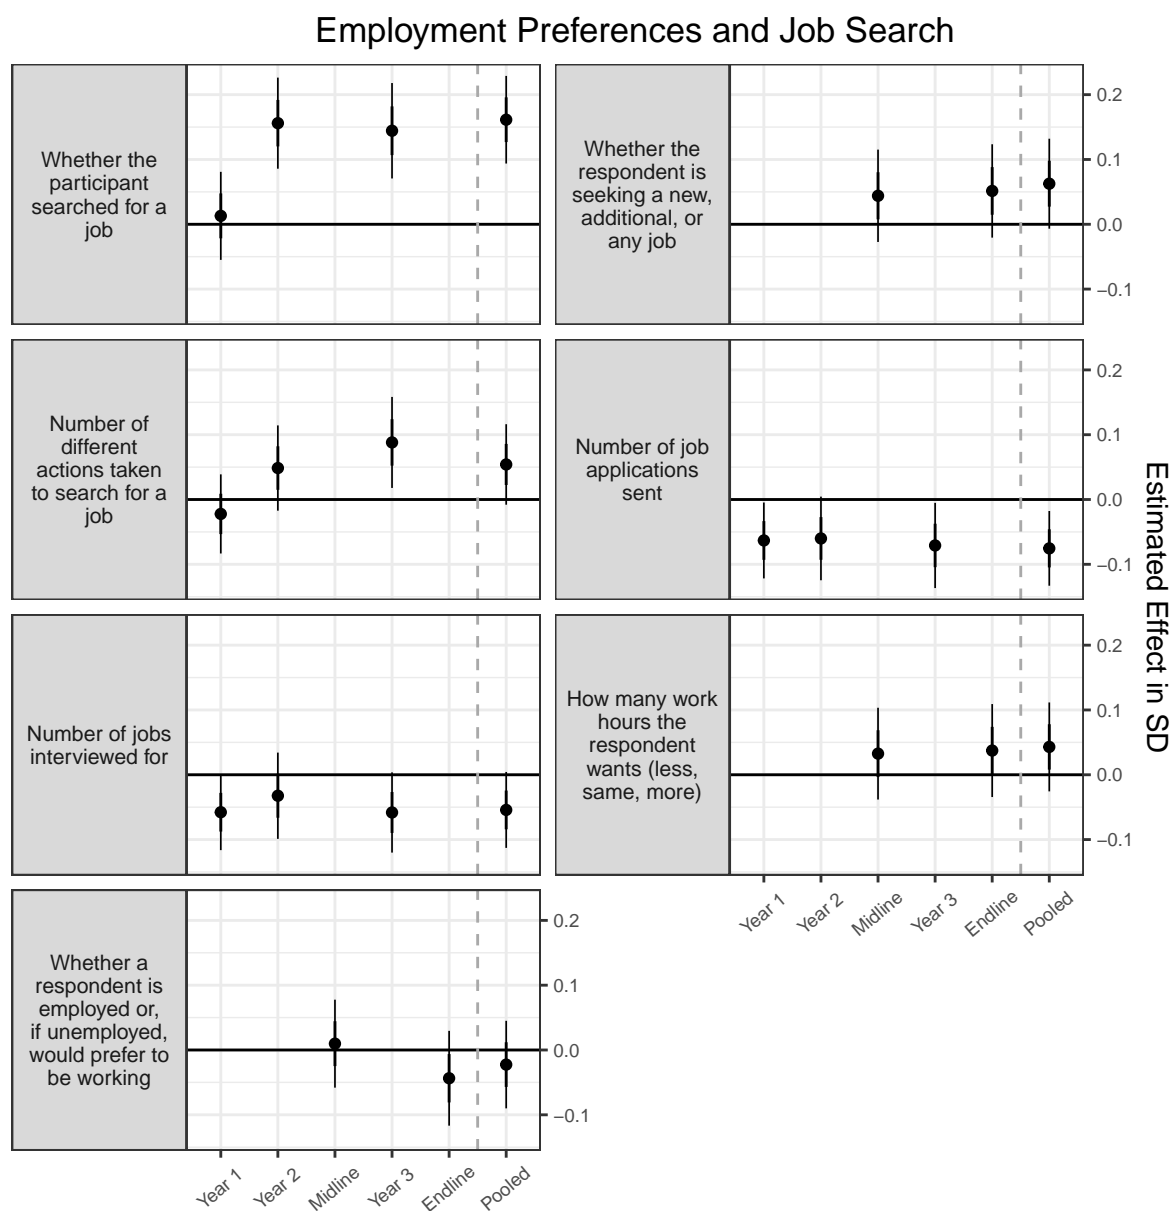 Employment Preferences and Job Search
Whether the
participant
searched for a
job
Whether the
respondent is
seeking a new,
additional, or
any job
0.2
0.1
0.0
−0.1
Number of
different
actions taken
to search for a
job
Number of job
applications
sent
0.2
0.1
0.0
−0.1
Number of jobs
interviewed for
How many work
hours the
respondent
wants (less,
same, more)
0.2
0.1
0.0
−0.1
Year 1
Year 2
Midline
Year 3
Endline
Pooled
Whether a
respondent is
employed or,
if unemployed,
would prefer to
be working
0.2
0.1
0.0
−0.1
Year 1
Year 2
Midline
Year 3
Endline
Pooled
Estimated Effect in SD